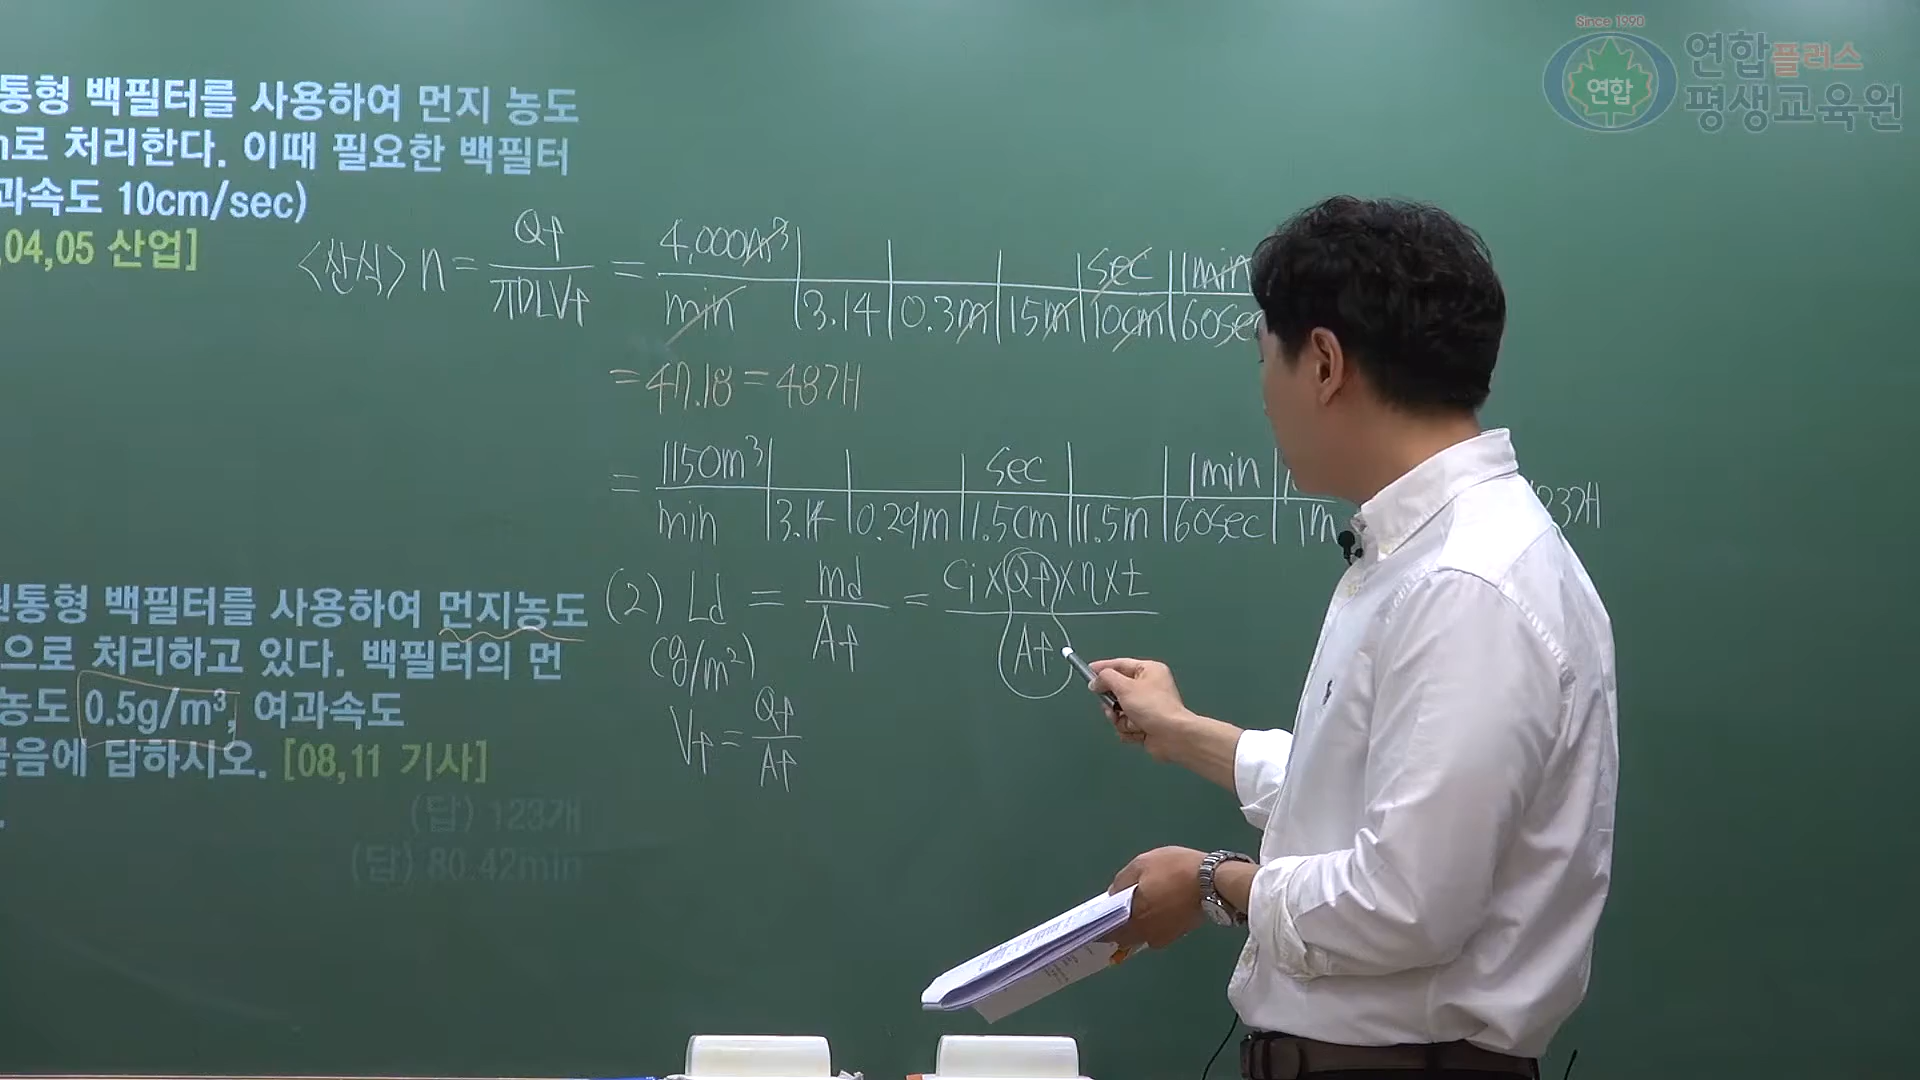 Since 1990
연합
연합플러스
평생교육원
통형 백필터를 사용하여 먼지 농도
로 처리한다. 이때 필요한 백필터
과속도 10cm/sec)
,04,05 산업]
<산식> n = Qf / πDLVf = 4,000m³ | | | | sec | 1min
min | 3.14 | 0.3m | 15m | 10cm | 60sec
= 47.18 = 48개
= 1150m³ | | | sec | | 1min
min | 3.14 | 0.29m | 1.5cm | 11.5m | 60sec | 1m
23개
원통형 백필터를 사용하여 먼지농도
으로 처리하고 있다. 백필터의 먼
농도 0.5g/m³, 여과속도
물음에 답하시오. [08,11 기사]
(답) 123개
(답) 80.42min
(2) Ld = md / Af = Ci×Qf×η×t / Af
(g/m²)
Vf = Qf / Af